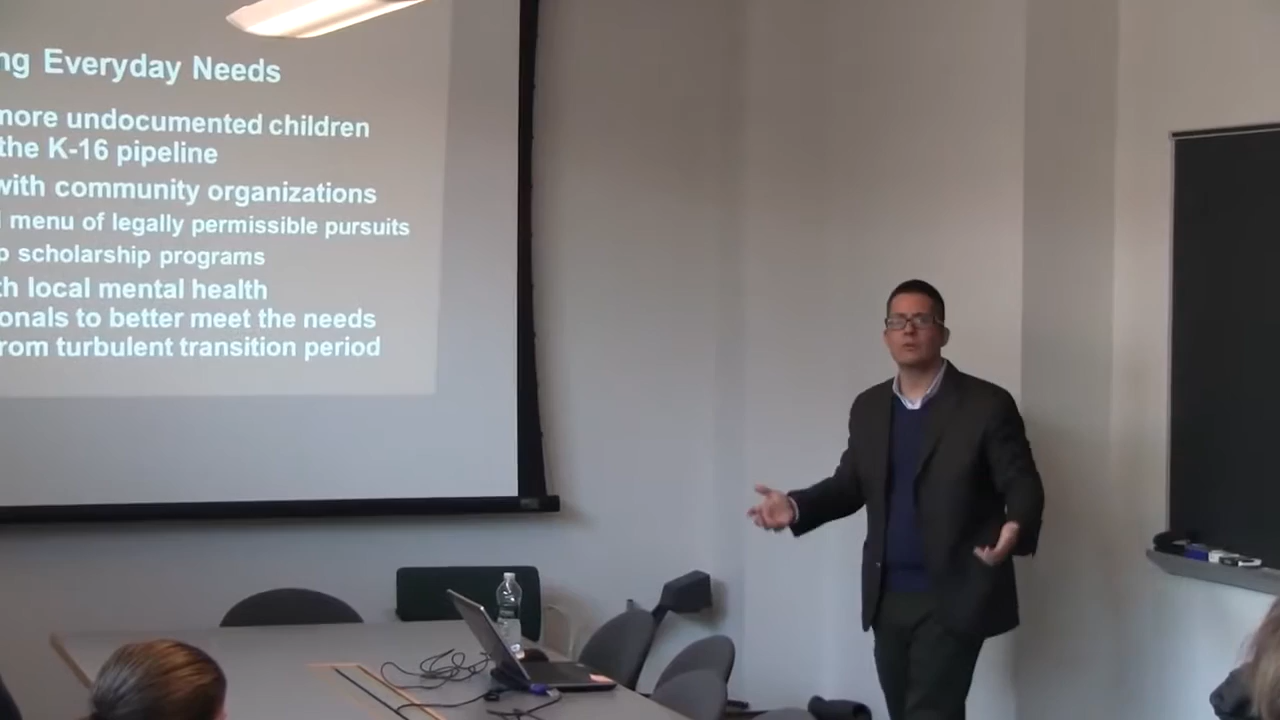 ng Everyday Needs
more undocumented children
the K-16 pipeline
with community organizations
menu of legally permissible pursuits
p scholarship programs
th local mental health
onals to better meet the needs
from turbulent transition period